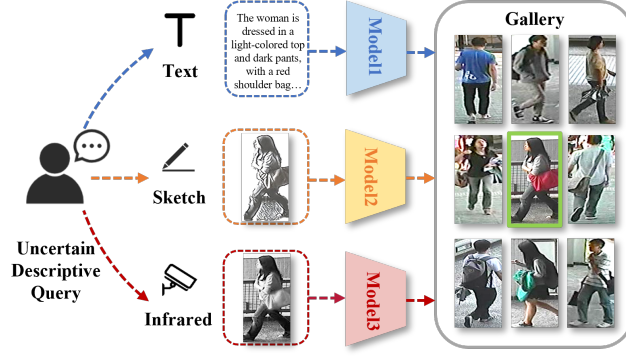 Text
The woman is
dressed in a
light-colored top
and dark pants,
with a red
shoulder bag...
Model1
Gallery
Sketch
Model2
Uncertain
Descriptive
Query
Infrared
Model3